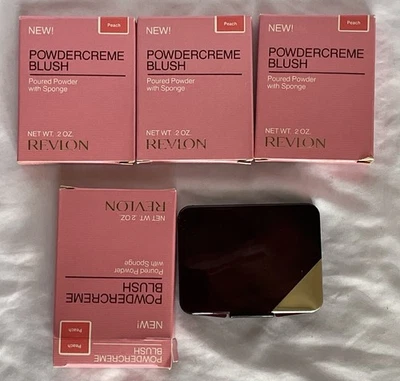 NEW!
Peach
POWDERCREME
BLUSH
Poured Powder
with Sponge
NET WT. .2 OZ.
REVLON
NEW!
Peach
POWDERCREME
BLUSH
Poured Powder
with Sponge
NET WT. .2 OZ.
REVLON
NEW!
Peach
POWDERCREME
BLUSH
Poured Powder
with Sponge
NET WT. .2 OZ.
REVLON
Peach
NEW!
POWDERCREME
BLUSH
Poured Powder
with Sponge
NET WT. .2 OZ.
REVLON
POWDERCREME
BLUSH
Peach